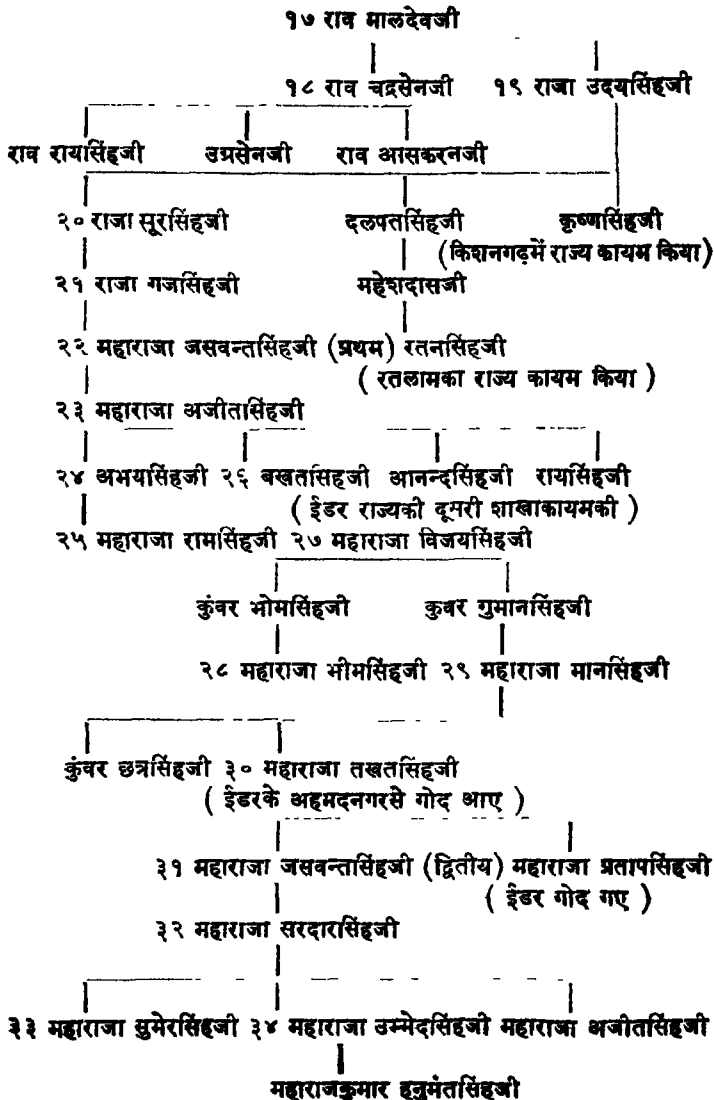 १७ राव मालदेवजी
१८ राव चद्रसेनजी १९ राजा उदयसिंहजी
राव रायसिंहजी उग्रसेनजी राव आसकरनजी
२० राजा सूरसिंहजी दलपतसिंहजी कृष्णसिंहजी
(किशनगढ़में राज्य कायम किया)
२१ राजा गजसिंहजी महेशदासजी
२२ महाराजा जसवन्तसिंहजी (प्रथम) रतनसिंहजी
( रतलामका राज्य कायम किया )
२३ महाराजा अजीतासिंहजी
२४ अभयासिंहजी २६ बखतासहजी आनन्दसिंहजी रायसिंहजी
( ईडर राज्यकी दूसरी शाखाकायमकी )
२५ महाराजा रामसिंहजी २७ महाराजा विजयसिंहजी
कुंवर भोमसिंहजी कुवर गुमानसिंहजी
२८ महाराजा भीमसिंहजी २९ महाराजा मानसिंहजी
कुंवर छत्रसिंहजी ३० महाराजा तखतसिंहजी
( ईडरके अहमदनगरसे गोद आए )
३१ महाराजा जसवन्तासिंहजी (द्वितीय) महाराजा प्रतापसिंहजी
( ईडर गोद गए )
३२ महाराजा सरदारसिंहजी
३३ महाराजा सुमेरसिंहजी ३४ महाराजा उम्मेदसिंहजी महाराजा अजीतसिंहजी
महाराजकुमार हनुमंतसिंहजी